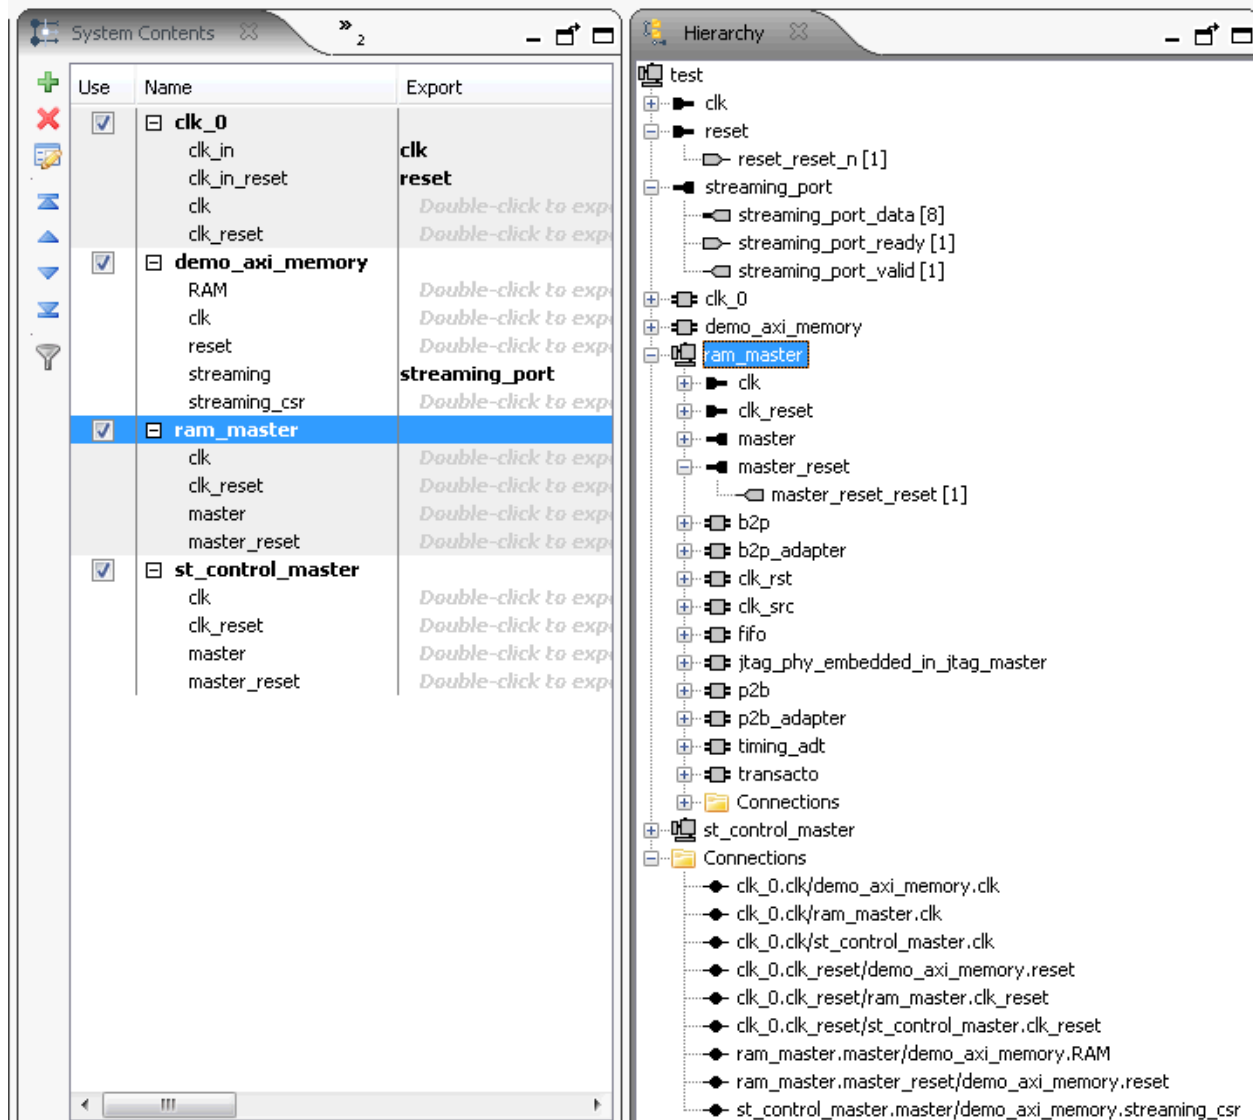 System Contents
»
2
Use Name Export
clk_0
clk_in clk
clk_in_reset reset
clk Double-click to exp
clk_reset Double-click to exp
demo_axi_memory
RAM Double-click to exp
clk Double-click to exp
reset Double-click to exp
streaming streaming_port
streaming_csr Double-click to exp
ram_master
clk Double-click to exp
clk_reset Double-click to exp
master Double-click to exp
master_reset Double-click to exp
st_control_master
clk Double-click to exp
clk_reset Double-click to exp
master Double-click to exp
master_reset Double-click to exp
Hierarchy
test
clk
reset
reset_reset_n [1]
streaming_port
streaming_port_data [8]
streaming_port_ready [1]
streaming_port_valid [1]
clk_0
demo_axi_memory
ram_master
clk
clk_reset
master
master_reset
master_reset_reset [1]
b2p
b2p_adapter
clk_rst
clk_src
fifo
jtag_phy_embedded_in_jtag_master
p2b
p2b_adapter
timing_adt
transacto
Connections
st_control_master
Connections
clk_0.clk/demo_axi_memory.clk
clk_0.clk/ram_master.clk
clk_0.clk/st_control_master.clk
clk_0.clk_reset/demo_axi_memory.reset
clk_0.clk_reset/ram_master.clk_reset
clk_0.clk_reset/st_control_master.clk_reset
ram_master.master/demo_axi_memory.RAM
ram_master.master_reset/demo_axi_memory.reset
st_control_master.master/demo_axi_memory.streaming_csr